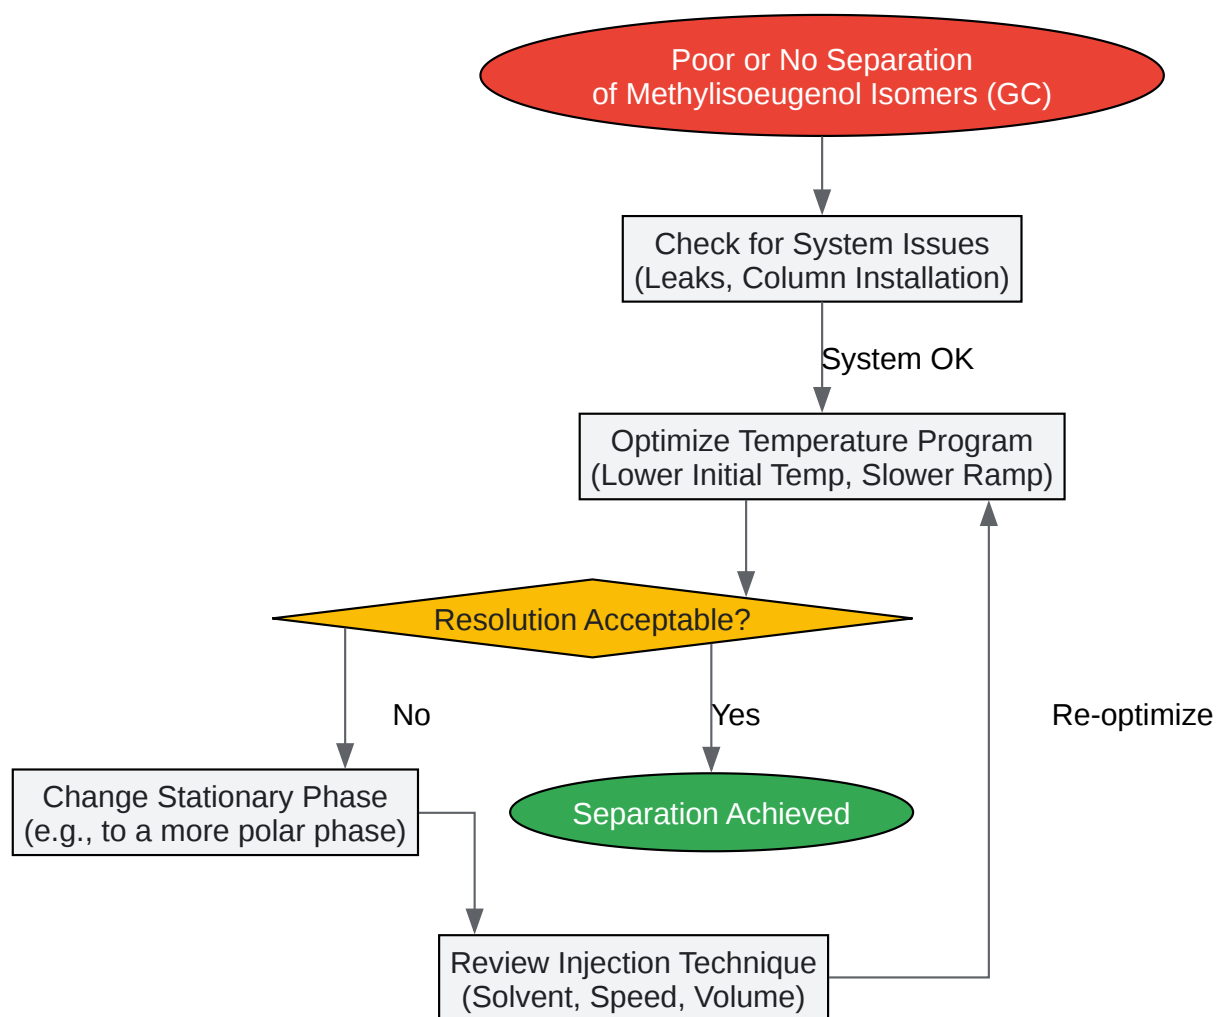 Poor or No Separation
of Methylisoeugenol Isomers (GC)
Check for System Issues
(Leaks, Column Installation)
System OK
Optimize Temperature Program
(Lower Initial Temp, Slower Ramp)
Resolution Acceptable?
No
Yes
Re-optimize
Change Stationary Phase
(e.g., to a more polar phase)
Separation Achieved
Review Injection Technique
(Solvent, Speed, Volume)